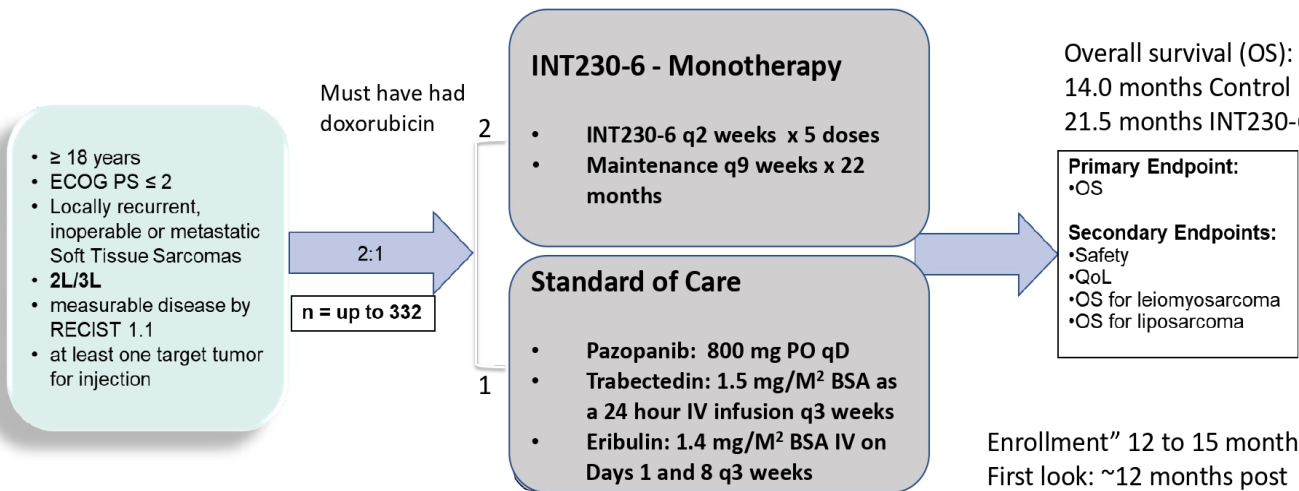 • ≥ 18 years
• ECOG PS ≤ 2
• Locally recurrent,
inoperable or metastatic
Soft Tissue Sarcomas
• 2L/3L
• measurable disease by
RECIST 1.1
• at least one target tumor
for injection
Must have had
doxorubicin
2:1
n = up to 332
2
1
INT230-6 - Monotherapy
• INT230-6 q2 weeks x 5 doses
• Maintenance q9 weeks x 22
months
Standard of Care
• Pazopanib: 800 mg PO qD
• Trabectedin: 1.5 mg/M² BSA as
a 24 hour IV infusion q3 weeks
• Eribulin: 1.4 mg/M² BSA IV on
Days 1 and 8 q3 weeks
Overall survival (OS):
14.0 months Control
21.5 months INT230-6
Primary Endpoint:
•OS
Secondary Endpoints:
•Safety
•QoL
•OS for leiomyosarcoma
•OS for liposarcoma
Enrollment” 12 to 15 month
First look: ~12 months post